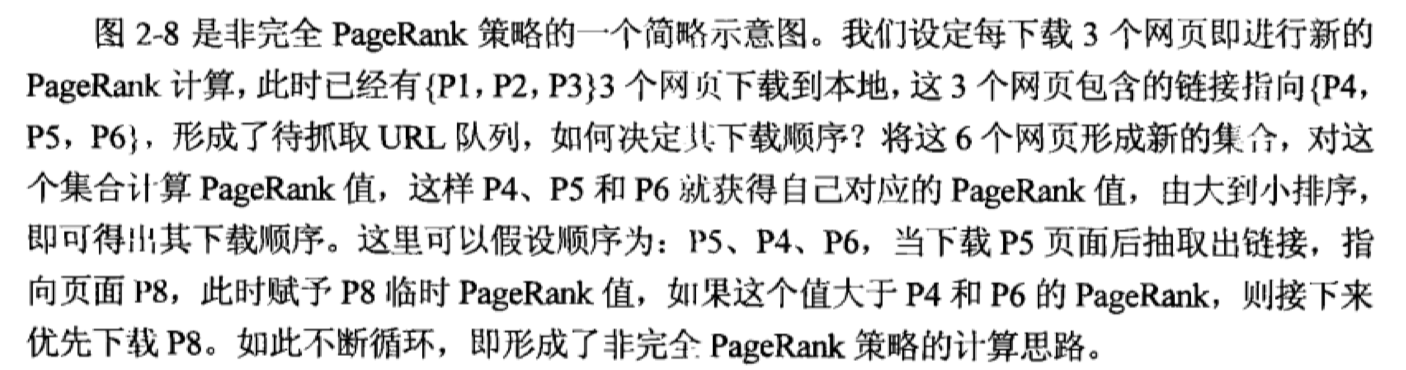 图 2-8 是非完全 PageRank 策略的一个简略示意图。我们设定每下载 3 个网页即进行新的
PageRank 计算，此时已经有{P1，P2，P3}3 个网页下载到本地，这 3 个网页包含的链接指向{P4，
P5，P6}，形成了待抓取 URL 队列，如何决定其下载顺序？将这 6 个网页形成新的集合，对这
个集合计算 PageRank 值，这样 P4、P5 和 P6 就获得自己对应的 PageRank 值，由大到小排序，
即可得出其下载顺序。这里可以假设顺序为：P5、P4、P6，当下载 P5 页面后抽取出链接，指
向页面 P8，此时赋予 P8 临时 PageRank 值，如果这个值大于 P4 和 P6 的 PageRank，则接下来
优先下载 P8。如此不断循环，即形成了非完全 PageRank 策略的计算思路。